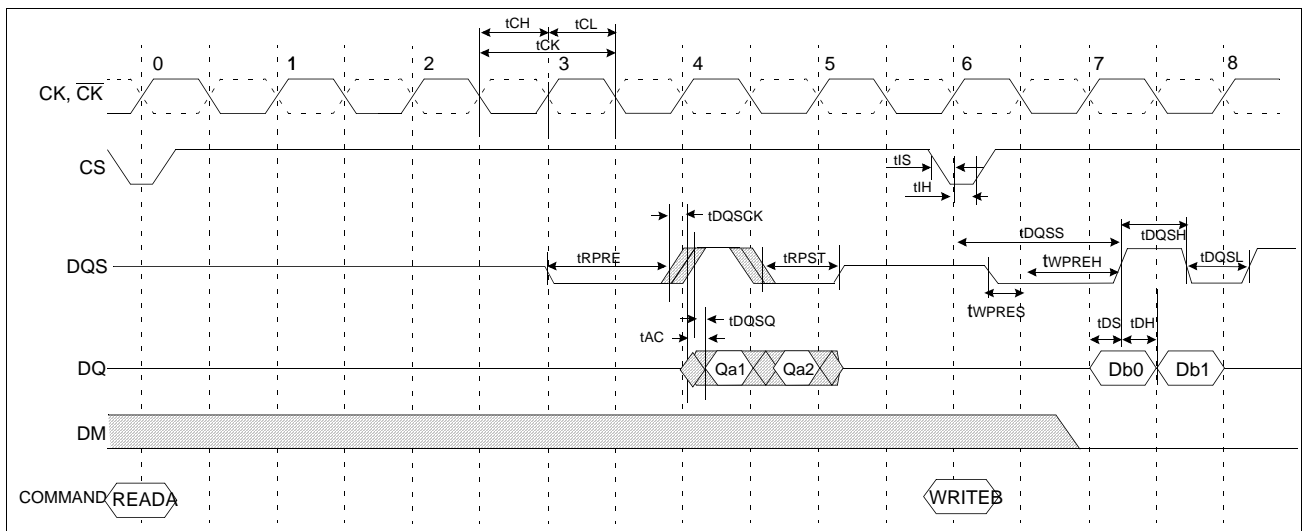 tCH tCL
tCK
0 1 2 3 4 5 6 7 8
CK, CK
CS
tIS
tIH
tDQSCK
tDQSS tDQSH
DQS tRPRE tRPST tWPREH tDQSL
tWPRES
tDQSQ
tAC
tDS tDH
DQ Qa1 Qa2 Db0 Db1
DM
COMMAND READA WRITEB